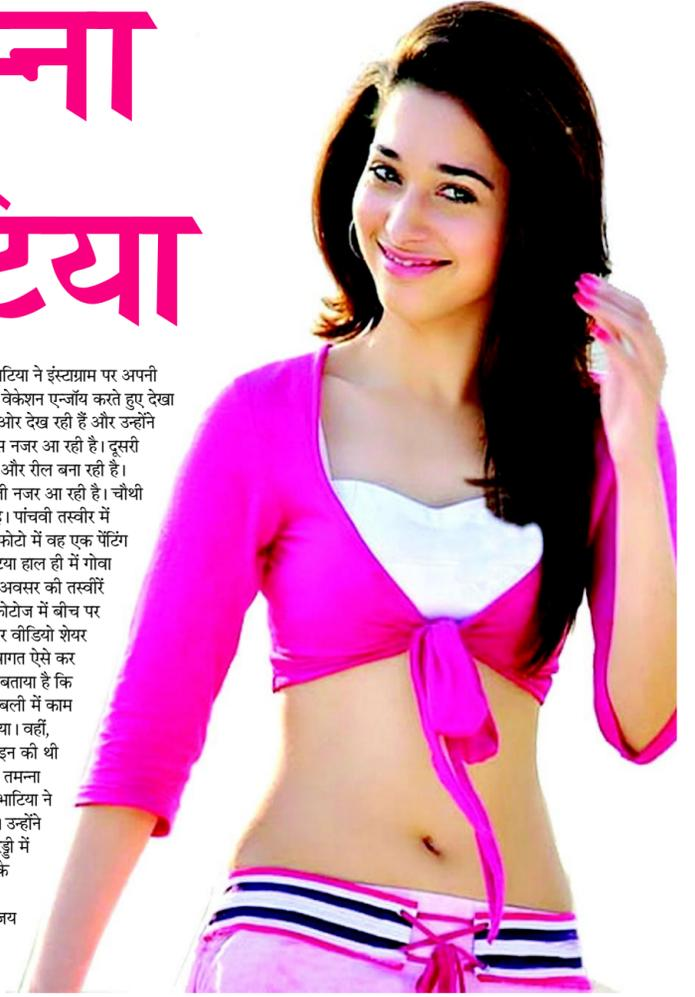 न्ना
टिया
ाटिया ने इंस्टाग्राम पर अपनी
वेकेशन एन्जॉय करते हुए देखा
ओर देख रही हैं और उन्होंने
नजर आ रही है। दूसरी
और रील बना रही है।
नजर आ रही है। चौथी
है। पांचवी तस्वीर में
फोटो में वह एक पेंटिंग
टिया हाल ही में गोवा
अवसर की तस्वीरें
फोटोज में बीच पर
र वीडियो शेयर
वागत ऐसे कर
बताया है कि
बली में काम
या। वहीं,
इन की थी
तमन्ना
भाटिया ने
उन्होंने
ड्डी में
के
जय